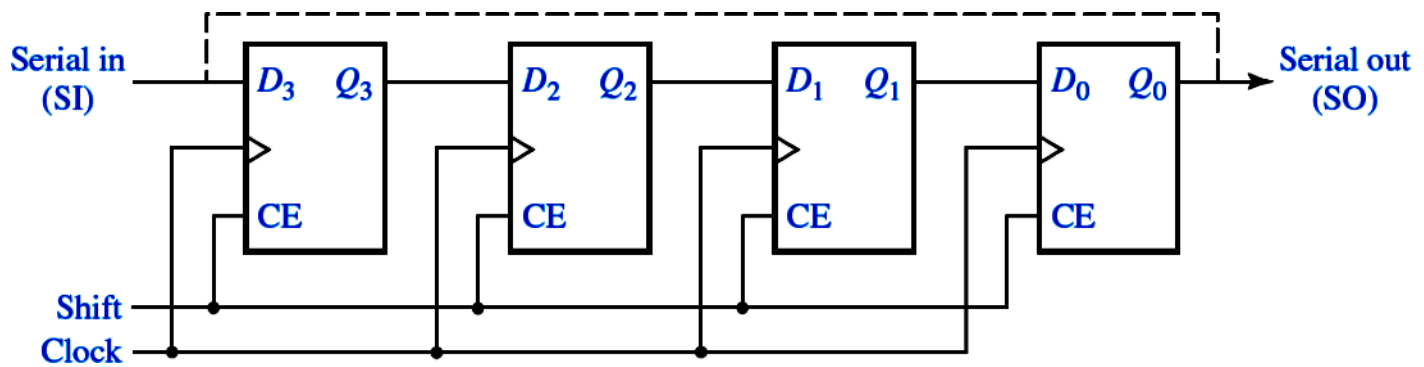 Serial in
(SI)
D₃ Q₃
D₂ Q₂
D₁ Q₁
D₀ Q₀
Serial out
(SO)
CE
CE
CE
CE
Shift
Clock